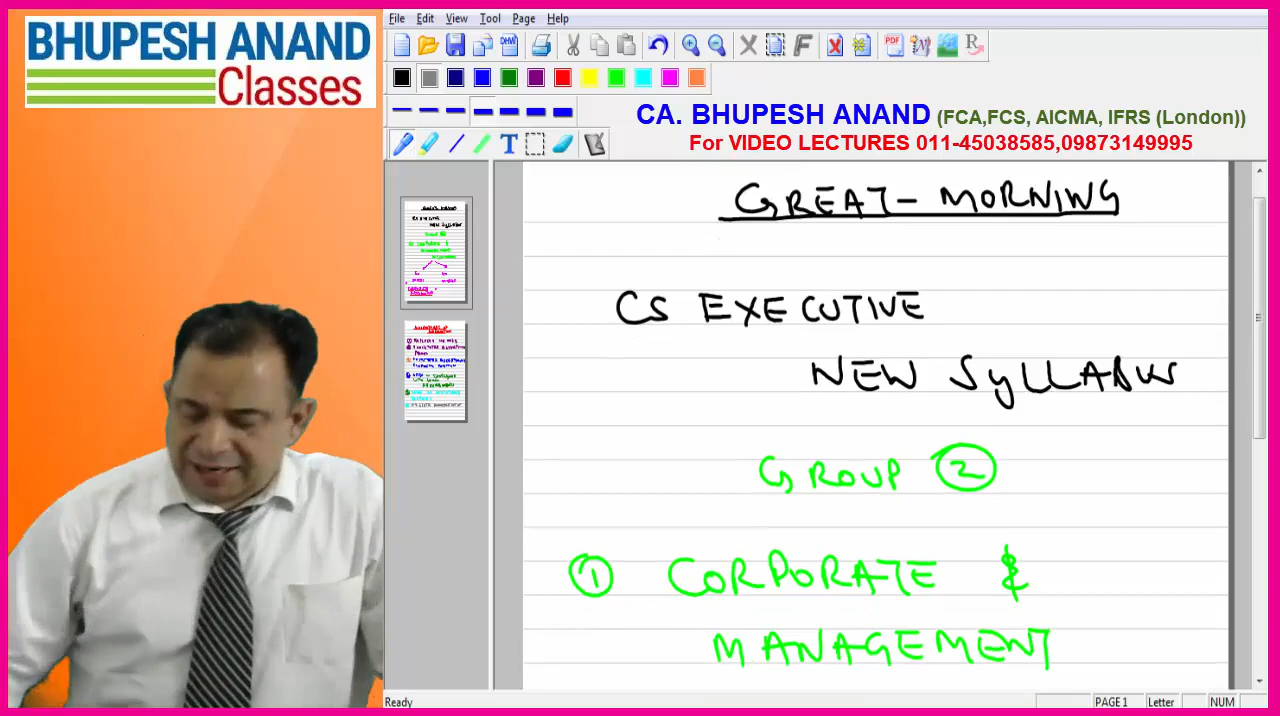 BHUPESH ANAND
Classes
File Edit View Tool Page Help
CA. BHUPESH ANAND (FCA,FCS, AICMA, IFRS (London))
For VIDEO LECTURES 011-45038585,09873149995
GREAT-MORNING
CS EXECUTIVE
NEW SyLLABUS
GROUP ②
① CORPORATE &
MANAGEMENT
Ready PAGE 1 Letter NUM